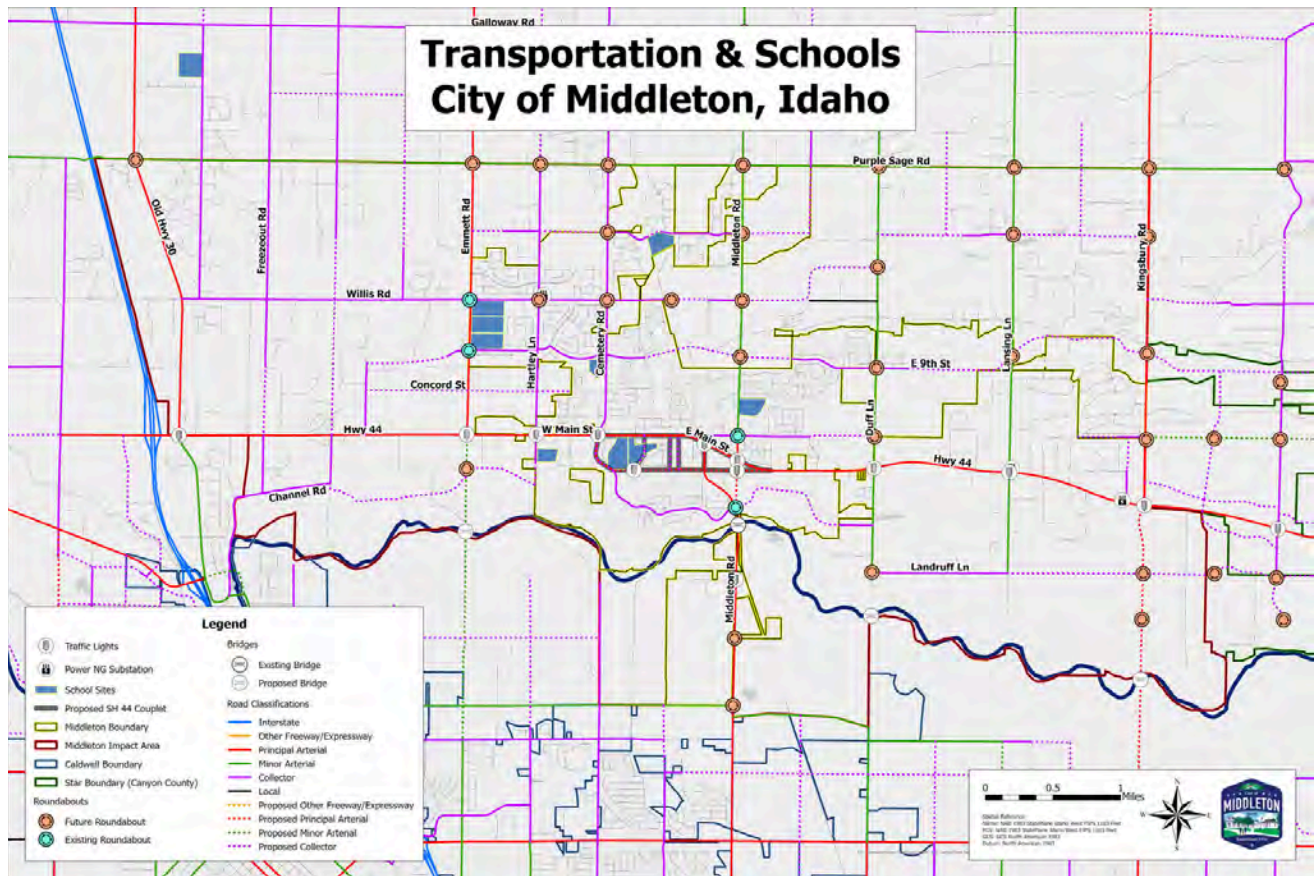 Galloway Rd
Transportation & Schools
City of Middleton, Idaho
Purple Sage Rd
Old Hwy 30
Freezeout Rd
Emmett Rd
Middleton Rd
Kingsbury Rd
Willis Rd
Hartley Ln
Cemetery Rd
Lansing Ln
E 9th St
Concord St
Duff Ln
Hwy 44
W Main St
E Main St
Hwy 44
Channel Rd
Landruff Ln
Middleton Rd
Legend
Traffic Lights
Power NG Substation
School Sites
Proposed SH 44 Couplet
Middleton Boundary
Middleton Impact Area
Caldwell Boundary
Star Boundary (Canyon County)
Roundabouts
Future Roundabout
Existing Roundabout
Bridges
Existing Bridge
Proposed Bridge
Road Classifications
Interstate
Other Freeway/Expressway
Principal Arterial
Minor Arterial
Collector
Local
Proposed Other Freeway/Expressway
Proposed Principal Arterial
Proposed Minor Arterial
Proposed Collector
0 0.5 1
Miles
N
W E
S
MIDDLETON